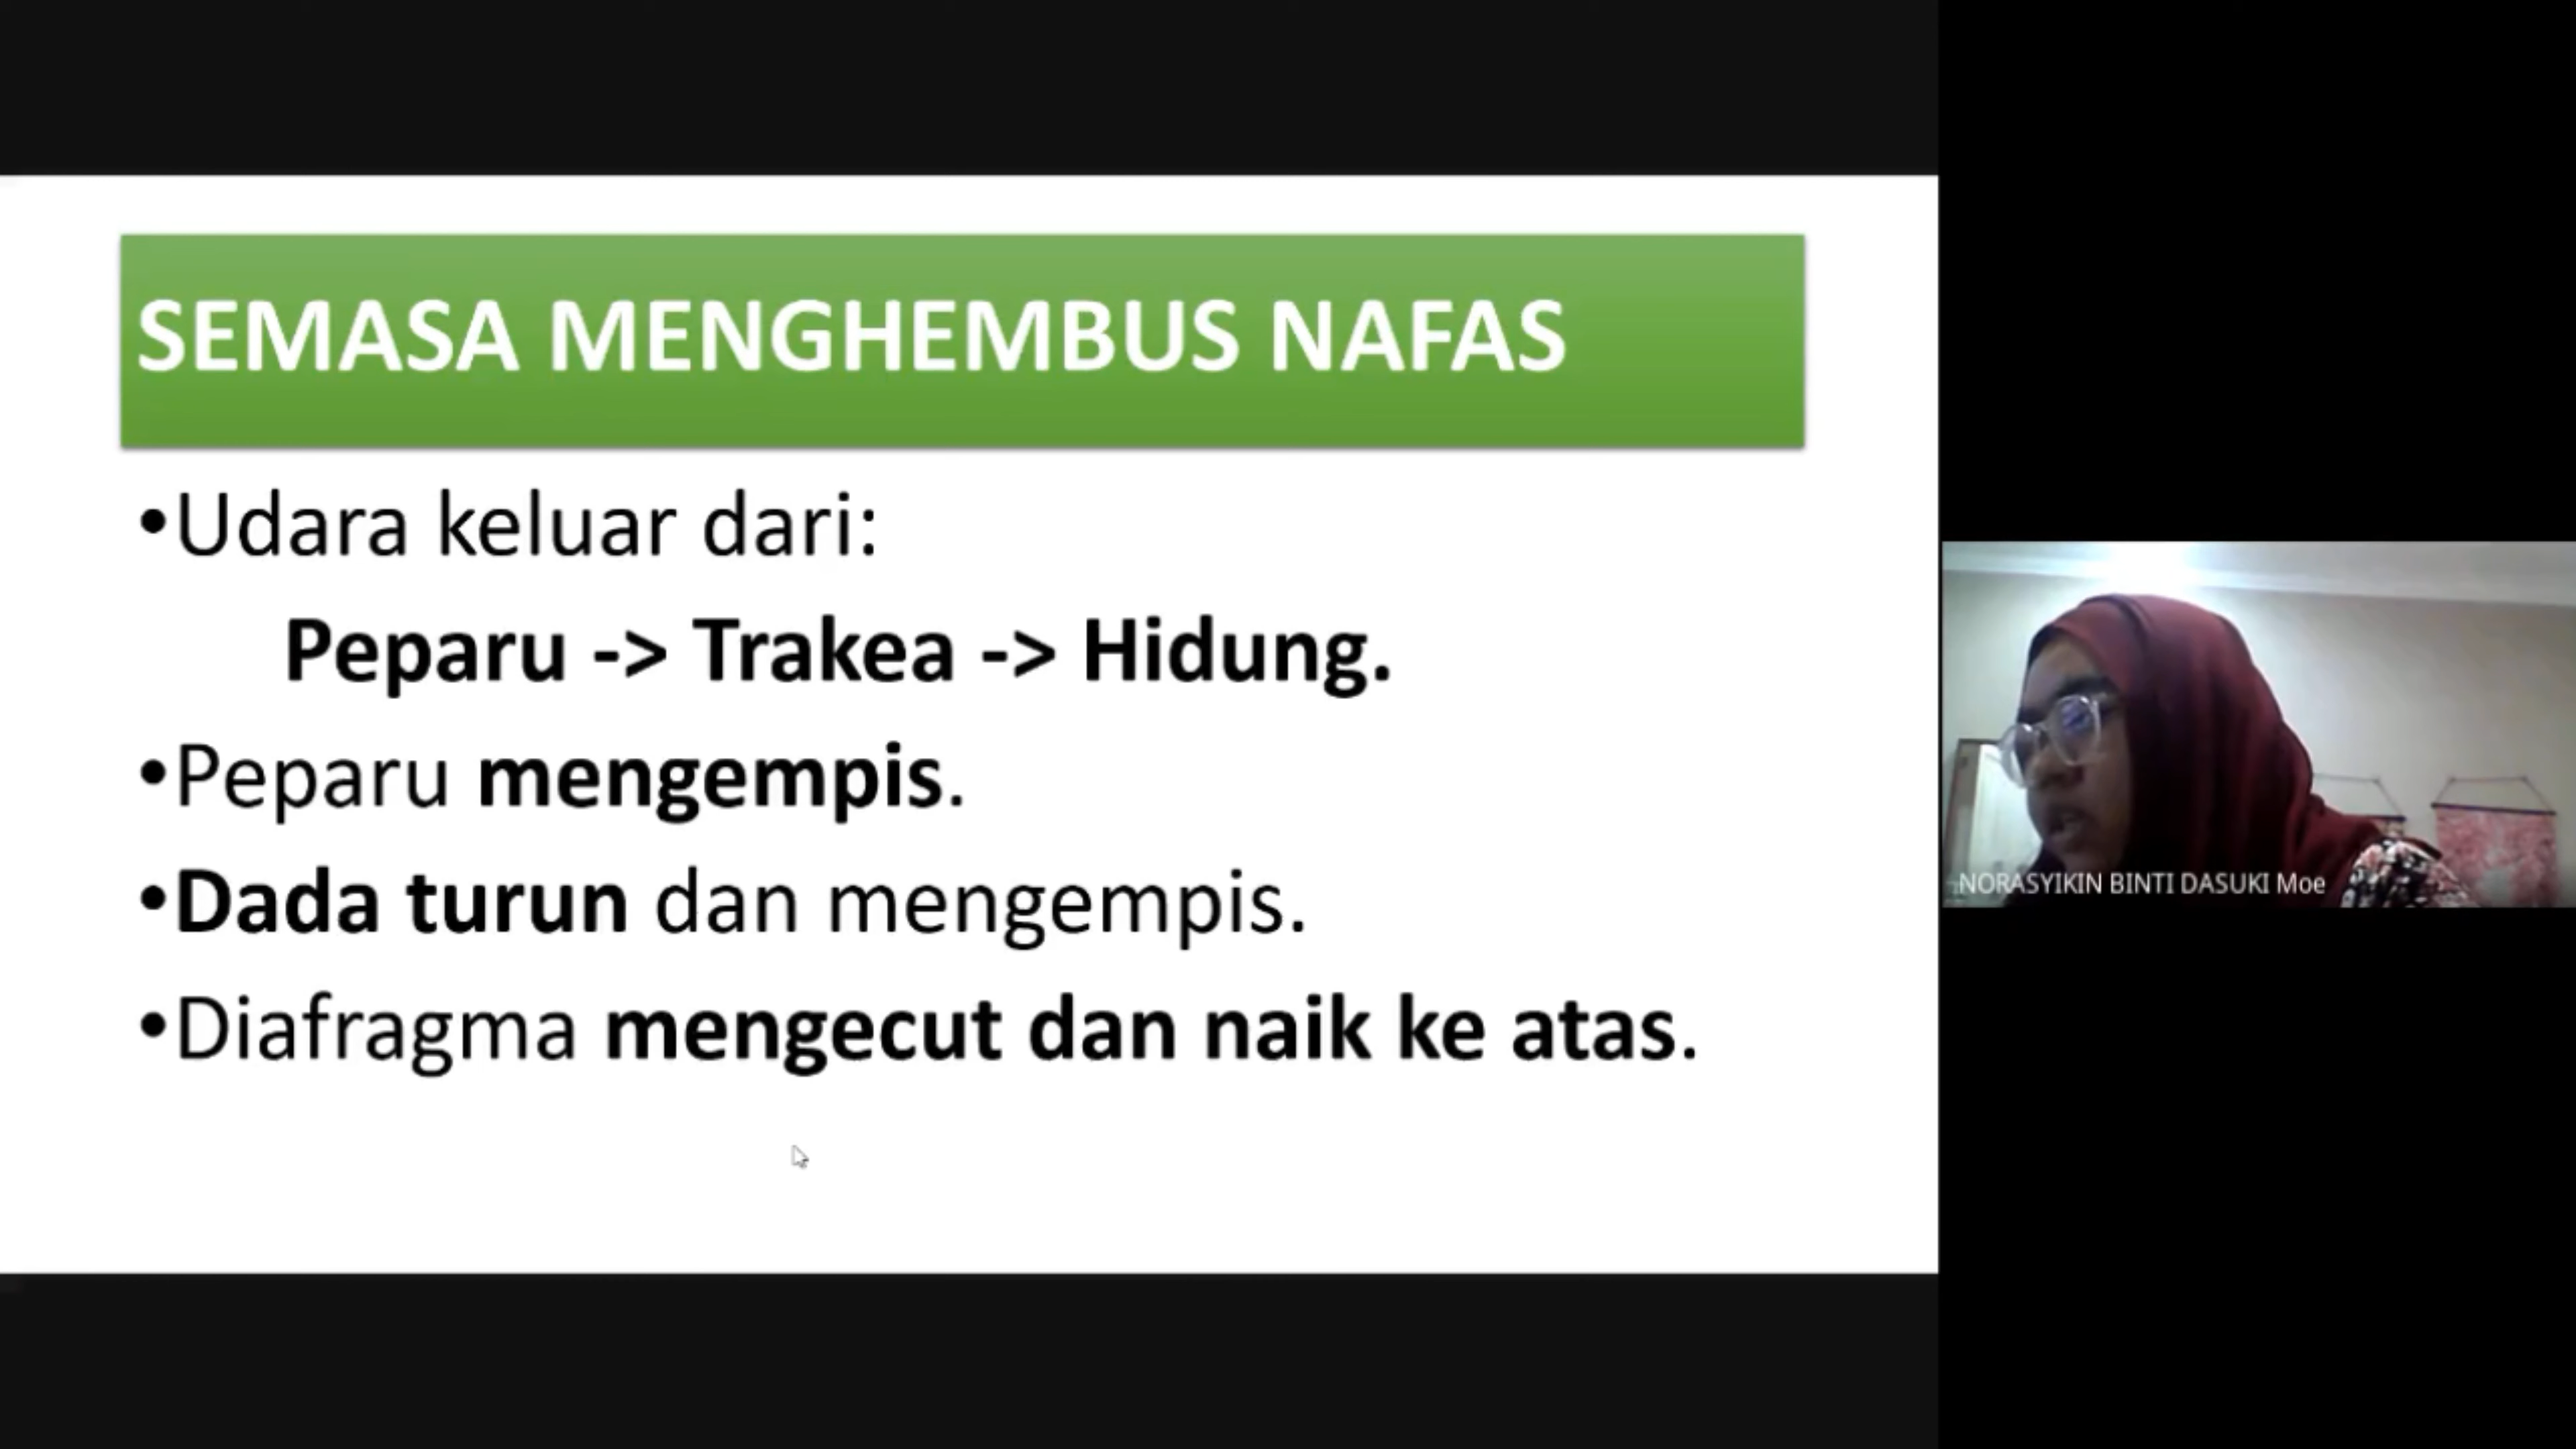 SEMASA MENGHEMBUS NAFAS
•Udara keluar dari:
Peparu -> Trakea -> Hidung.
•Peparu mengempis.
•Dada turun dan mengempis.
•Diafragma mengecut dan naik ke atas.
NORASYIKIN BINTI DASUKI Moe